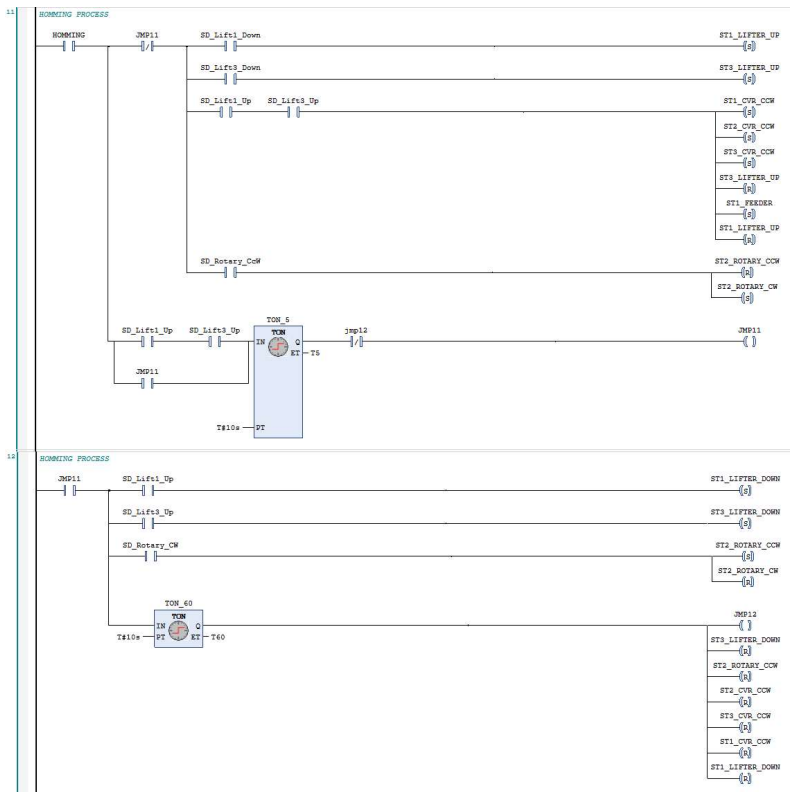 11
HOMMING PROCESS
HOMMING JMP11 SD_Lift1_Down ST1_LIFTER_UP
S
SD_Lift3_Down ST3_LIFTER_UP
S
SD_Lift1_Up SD_Lift3_Up ST1_CVR_CCW
S
ST2_CVR_CCW
S
ST3_CVR_CCW
S
ST3_LIFTER_UP
R
ST1_FEEDER
S
ST1_LIFTER_UP
R
SD_Rotary_CcW ST2_ROTARY_CCW
R
ST2_ROTARY_CW
S
TON_5
SD_Lift1_Up SD_Lift3_Up TON jmp12 JMP11
IN Q
ET T5
JMP11
T#10s PT
12
HOMMING PROCESS
JMP11 SD_Lift1_Up ST1_LIFTER_DOWN
S
SD_Lift3_Up ST3_LIFTER_DOWN
S
SD_Rotary_CW ST2_ROTARY_CCW
S
ST2_ROTARY_CW
R
TON_60
TON JMP12
IN Q
T#10s PT ET T60
ST3_LIFTER_DOWN
R
ST2_ROTARY_CCW
R
ST2_CVR_CCW
R
ST3_CVR_CCW
R
ST1_CVR_CCW
R
ST1_LIFTER_DOWN
R